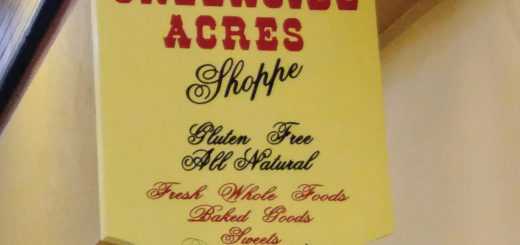 ACRES
Shoppe
Gluten Free
All Natural
Fresh Whole Foods
Baked Goods
Sweets